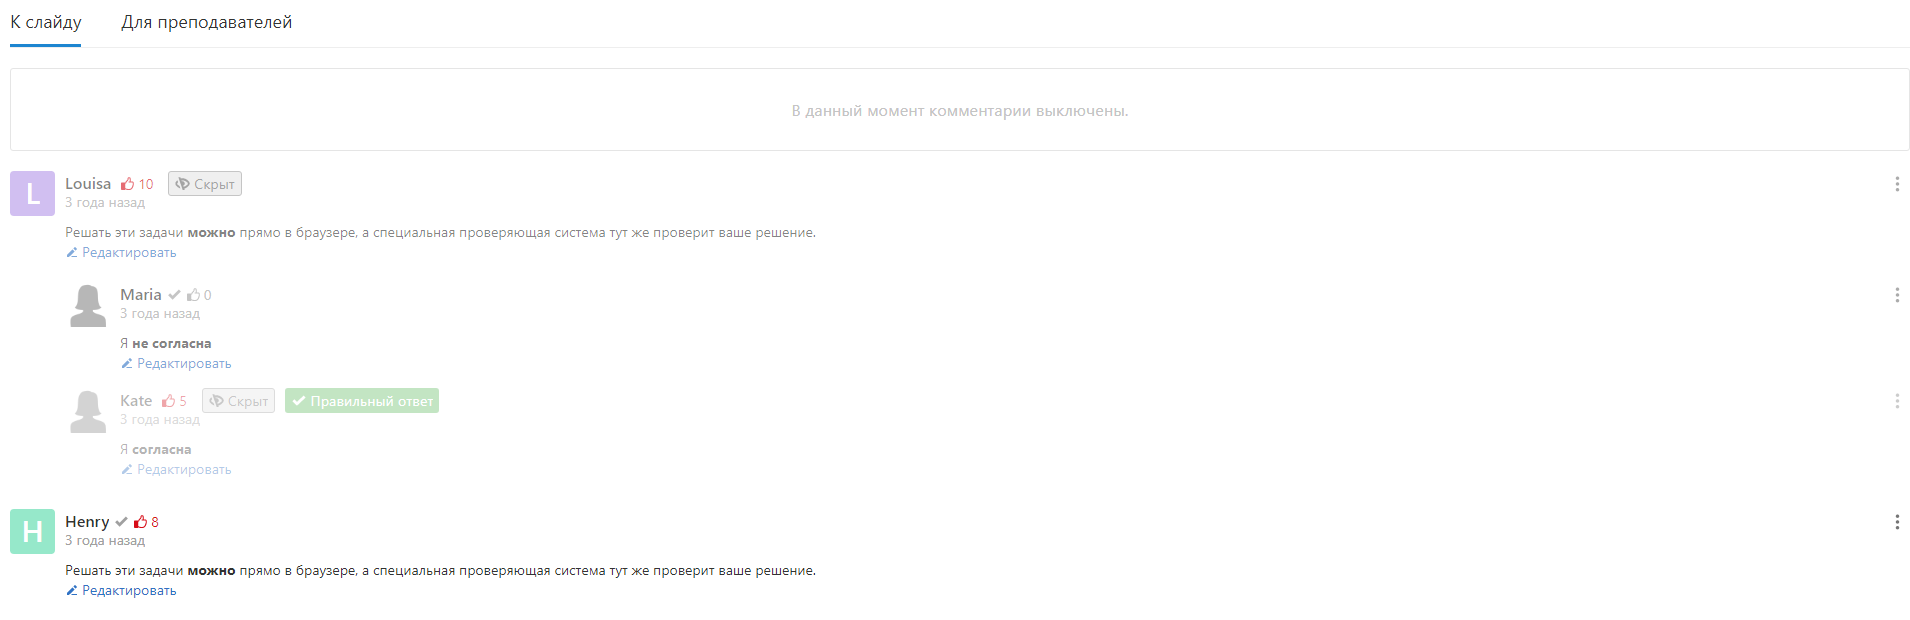 К слайду Для преподавателей
В данный момент комментарии выключены.
L Louisa 10 Скрыт
3 года назад
Решать эти задачи можно прямо в браузере, а специальная проверяющая система тут же проверит ваше решение.
Редактировать
Maria 0
3 года назад
Я не согласна
Редактировать
Kate 5 Скрыт Правильный ответ
3 года назад
Я согласна
Редактировать
H Henry 8
3 года назад
Решать эти задачи можно прямо в браузере, а специальная проверяющая система тут же проверит ваше решение.
Редактировать